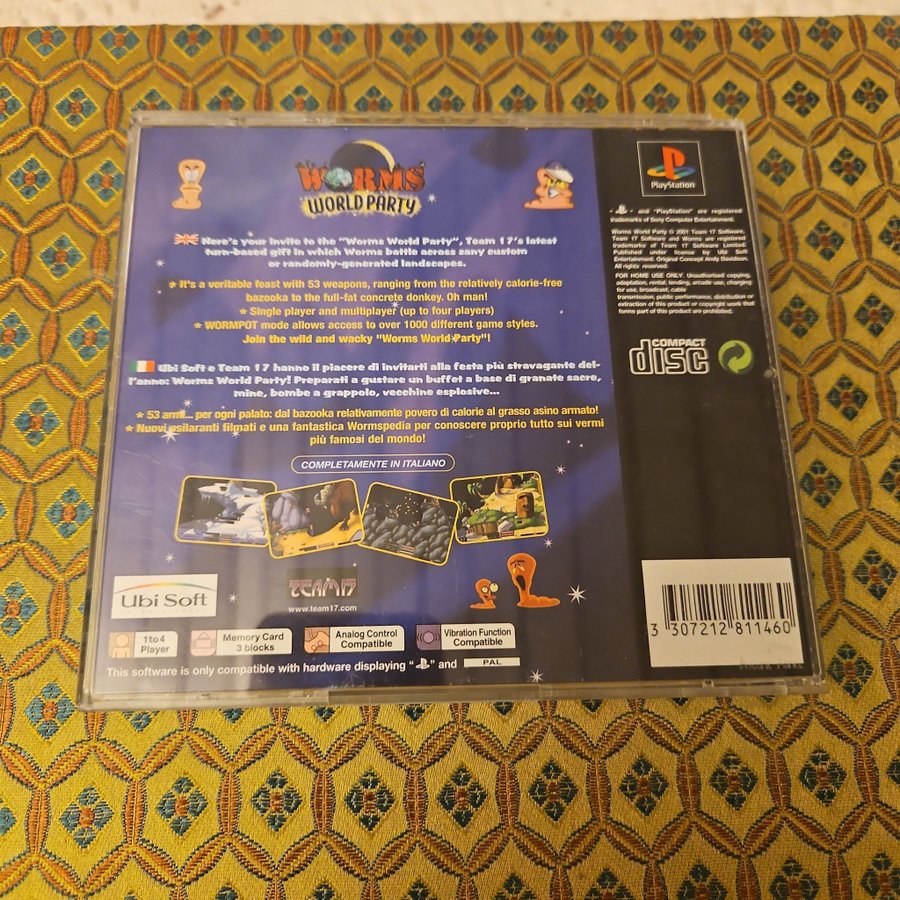 WORMS
WORLD PARTY
Here's your invite to the "Worms World Party", Team 17's latest
turn-based gift in which Worms battle across sany custom
or randomly-generated landscapes.
★ It's a veritable feast with 53 weapons, ranging from the relatively calorie-free
bazooka to the full-fat concrete donkey. Oh man!
★ Single player and multiplayer (up to four players)
★ WORMPOT mode allows access to over 1000 different game styles.
Join the wild and wacky "Worms World Party"!
Ubi Soft e Team 17 hanno il piacere di invitarli alla festa più stravagante del-
l'anno: Worms World Party! Preparati a gustare un buffet a base di granate sacre,
mine, bombe a grappolo, vecchine esplosive...
★ 53 armi... per ogni palato: dal bazooka relativamente povero di calorie al grasso asino armato!
★ Nuovi esilaranti filmati e una fantastica Wormspedia per conoscere proprio tutto sui vermi
più famosi del mondo!
COMPLETAMENTE IN ITALIANO
Ubi Soft
TEAM17
www.team17.com
1 to 4
Player
Memory Card
3 blocks
Analog Control
Compatible
Vibration Function
Compatible
This software is only compatible with hardware displaying " " and PAL
PlayStation
" " and "PlayStation" are registered
trademarks of Sony Computer Entertainment.
Worms World Party © 2001 Team 17 Software.
Team 17 Software and Worms are registered
trademarks of Team 17 Software Limited.
Published under license by Ubi Soft
Entertainment. Original Concept Andy Davidson.
All rights reserved.
FOR HOME USE ONLY. Unauthorised copying,
adaptation, rental, lending, arcade use, charging
for use, broadcast, cable
transmission, public performance, distribution or
extraction of this product or copyright work that
forms part of this product are prohibited.
COMPACT
disc
3 307212 811460